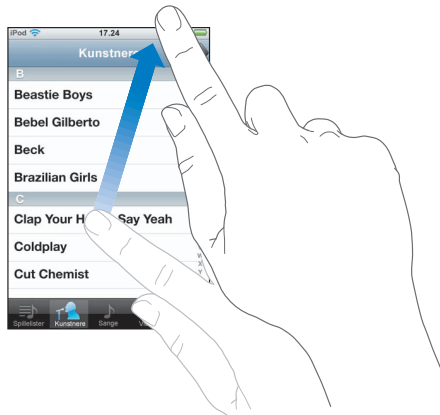 iPod 17.24
Kunstnere
B
Beastie Boys
Bebel Gilberto
Beck
Brazilian Girls
C
Clap Your H Say Yeah
Coldplay
W
X
Cut Chemist
Y
Spillelister Kunstnere Sange